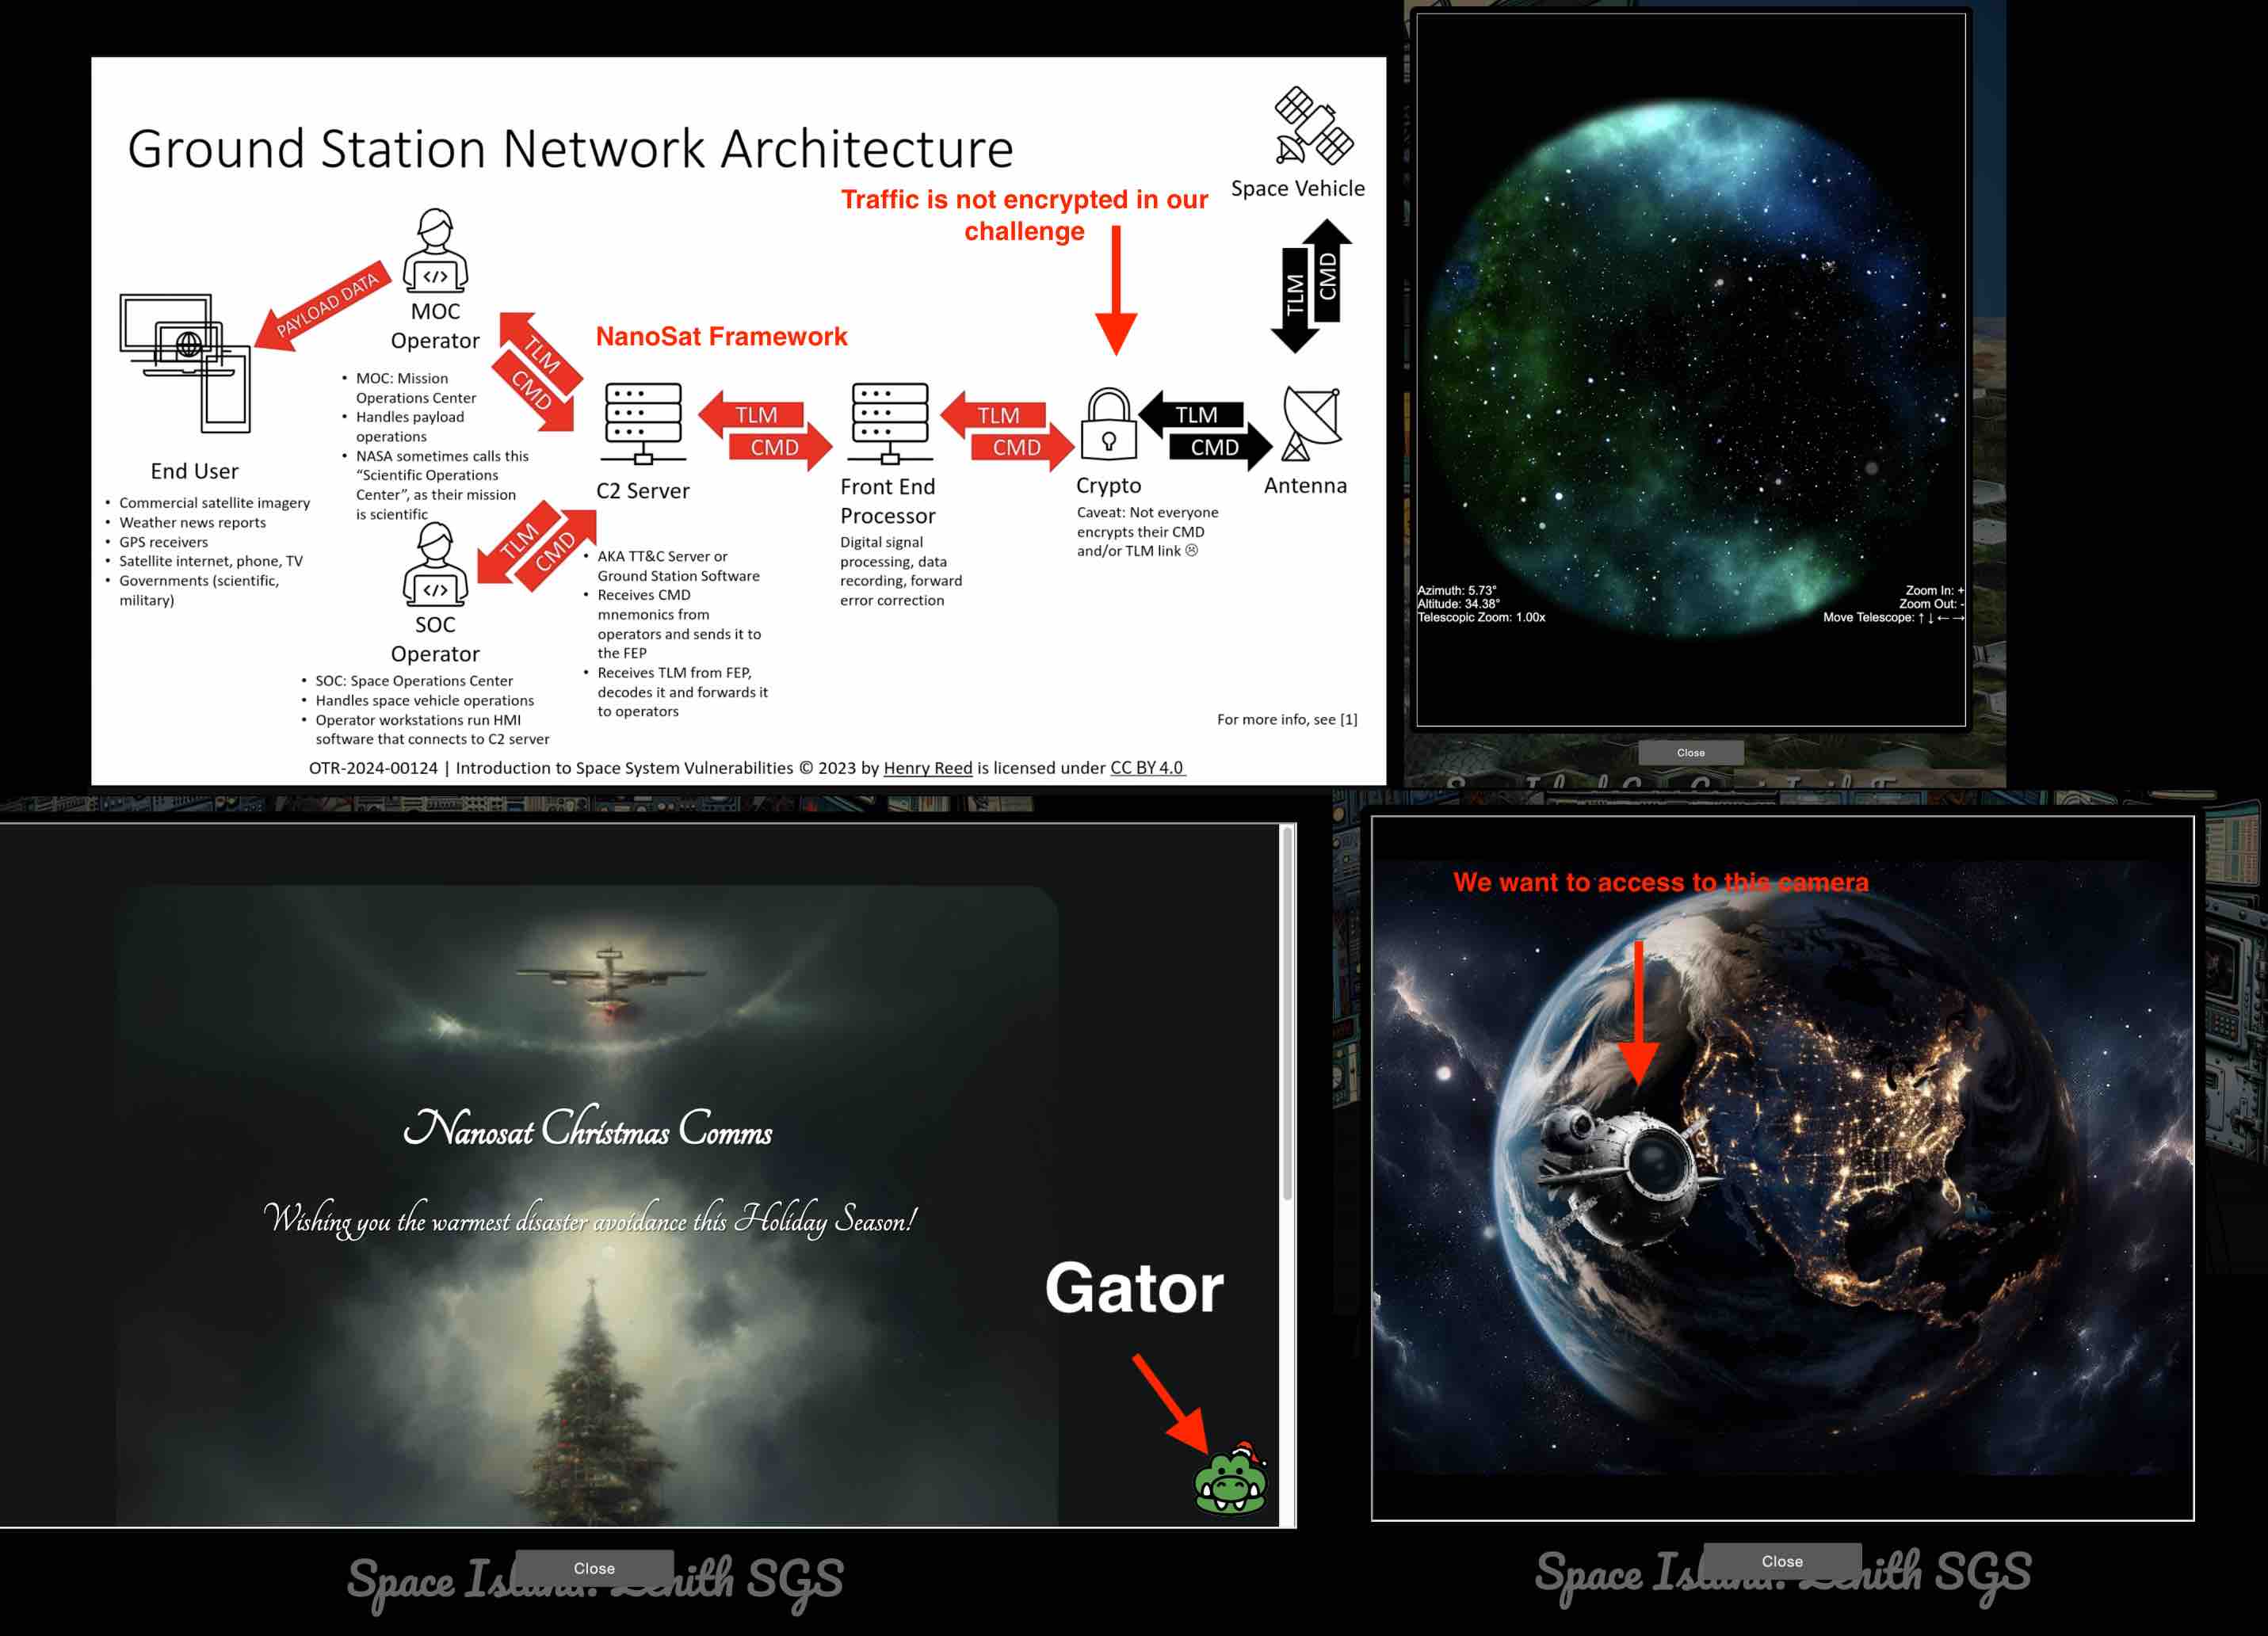 Ground Station Network Architecture
Traffic is not encrypted in our
challenge
Space Vehicle
TLM
CMD
PAYLOAD DATA
MOC
Operator
• MOC: Mission
Operations Center
• Handles payload
operations
• NASA sometimes calls this
“Scientific Operations
Center”, as their mission
is scientific
TLM
CMD
NanoSat Framework
End User
• Commercial satellite imagery
• Weather news reports
• GPS receivers
• Satellite internet, phone, TV
• Governments (scientific,
military)
TLM
CMD
SOC
Operator
• SOC: Space Operations Center
• Handles space vehicle operations
• Operator workstations run HMI
software that connects to C2 server
C2 Server
• AKA TT&C Server or
Ground Station Software
• Receives CMD
mnemonics from
operators and sends it to
the FEP
• Receives TLM from FEP,
decodes it and forwards it
to operators
TLM
CMD
Front End
Processor
Digital signal
processing, data
recording, forward
error correction
TLM
CMD
Crypto
Caveat: Not everyone
encrypts their CMD
and/or TLM link ☹
TLM
CMD
Antenna
For more info, see [1]
OTR-2024-00124 | Introduction to Space System Vulnerabilities © 2023 by Henry Reed is licensed under CC BY 4.0
Azimuth: 5.73°
Altitude: 34.38°
Telescopic Zoom: 1.00x
Zoom In: +
Zoom Out: -
Move Telescope: ↑ ↓ ← →
Close
Nanosat Christmas Comms
Wishing you the warmest disaster avoidance this Holiday Season!
Gator
Close
Space Island: Zenith SGS
We want to access to this camera
Close
Space Island: Zenith SGS